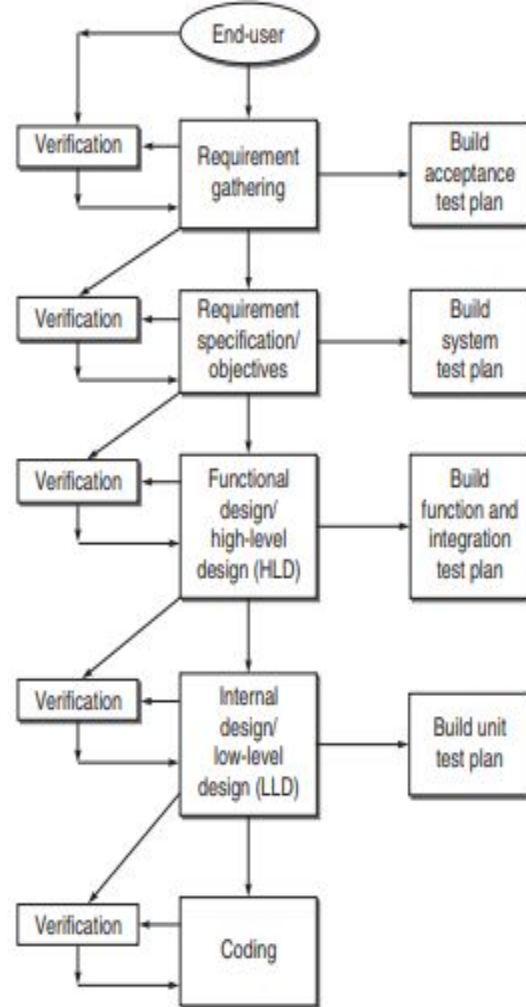 End-user
Verification
Requirement
gathering
Build
acceptance
test plan
Verification
Requirement
specification/
objectives
Build
system
test plan
Verification
Functional
design/
high-level
design (HLD)
Build
function and
integration
test plan
Verification
Internal
design/
low-level
design (LLD)
Build unit
test plan
Verification
Coding